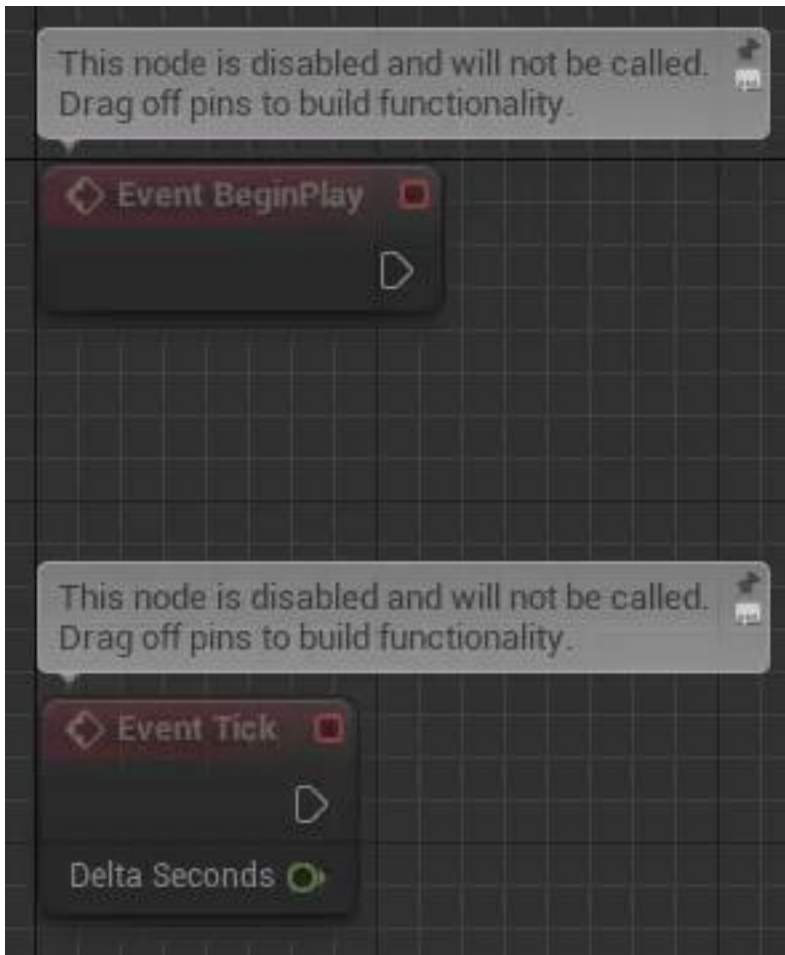 This node is disabled and will not be called.
Drag off pins to build functionality.
Event BeginPlay
This node is disabled and will not be called.
Drag off pins to build functionality.
Event Tick
Delta Seconds